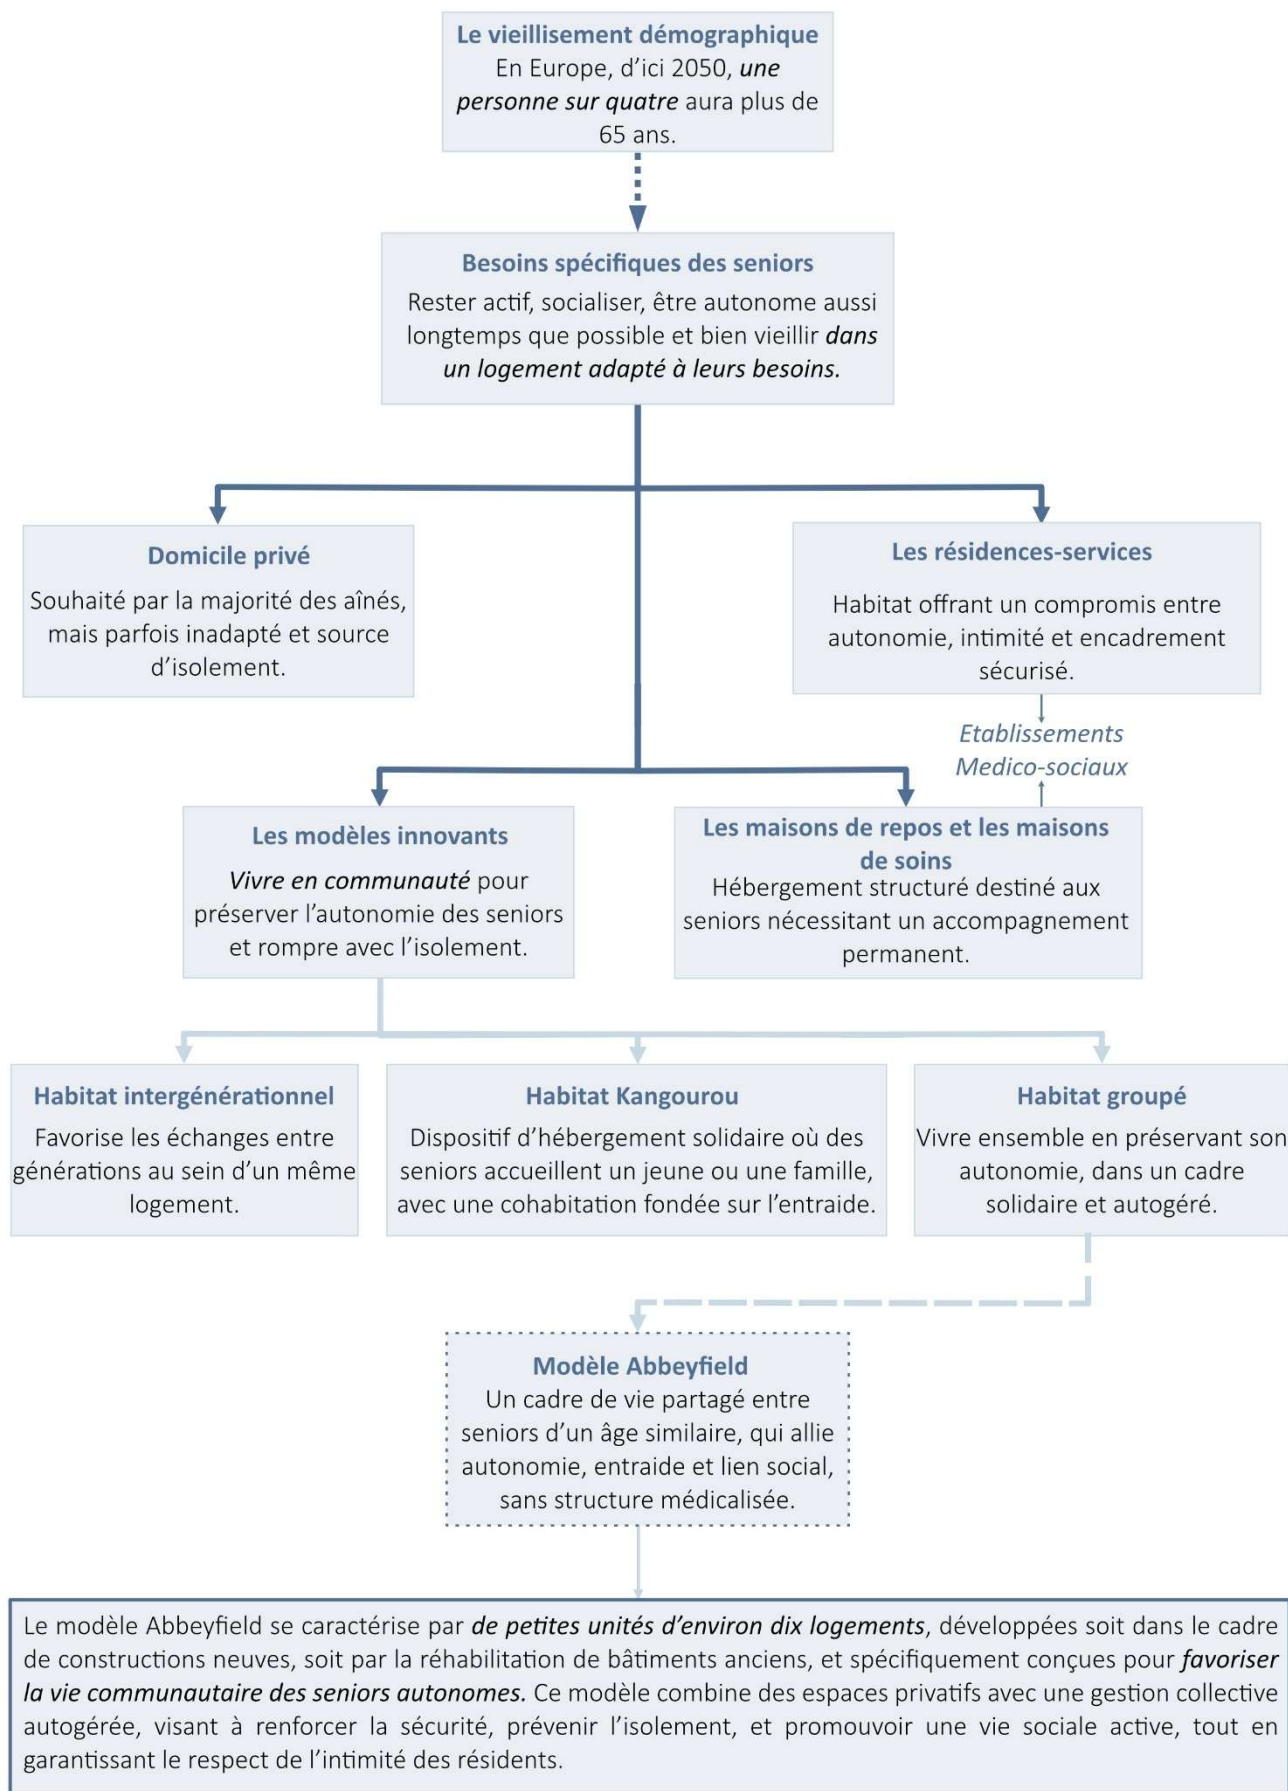 Le vieillisement démographique
En Europe, d’ici 2050, une
personne sur quatre aura plus de
65 ans.
Besoins spécifiques des seniors
Rester actif, socialiser, être autonome aussi
longtemps que possible et bien vieillir dans
un logement adapté à leurs besoins.
Domicile privé
Souhaité par la majorité des aînés,
mais parfois inadapté et source
d’isolement.
Les résidences-services
Habitat offrant un compromis entre
autonomie, intimité et encadrement
sécurisé.
Etablissements
Medico-sociaux
Les modèles innovants
Vivre en communauté pour
préserver l’autonomie des seniors
et rompre avec l’isolement.
Les maisons de repos et les maisons
de soins
Hébergement structuré destiné aux
seniors nécessitant un accompagnement
permanent.
Habitat intergénérationnel
Favorise les échanges entre
générations au sein d’un même
logement.
Habitat Kangourou
Dispositif d’hébergement solidaire où des
seniors accueillent un jeune ou une famille,
avec une cohabitation fondée sur l’entraide.
Habitat groupé
Vivre ensemble en préservant son
autonomie, dans un cadre
solidaire et autogéré.
Modèle Abbeyfield
Un cadre de vie partagé entre
seniors d’un âge similaire, qui allie
autonomie, entraide et lien social,
sans structure médicalisée.
Le modèle Abbeyfield se caractérise par de petites unités d’environ dix logements, développées soit dans le cadre
de constructions neuves, soit par la réhabilitation de bâtiments anciens, et spécifiquement conçues pour favoriser
la vie communautaire des seniors autonomes. Ce modèle combine des espaces privatifs avec une gestion collective
autogérée, visant à renforcer la sécurité, prévenir l’isolement, et promouvoir une vie sociale active, tout en
garantissant le respect de l’intimité des résidents.